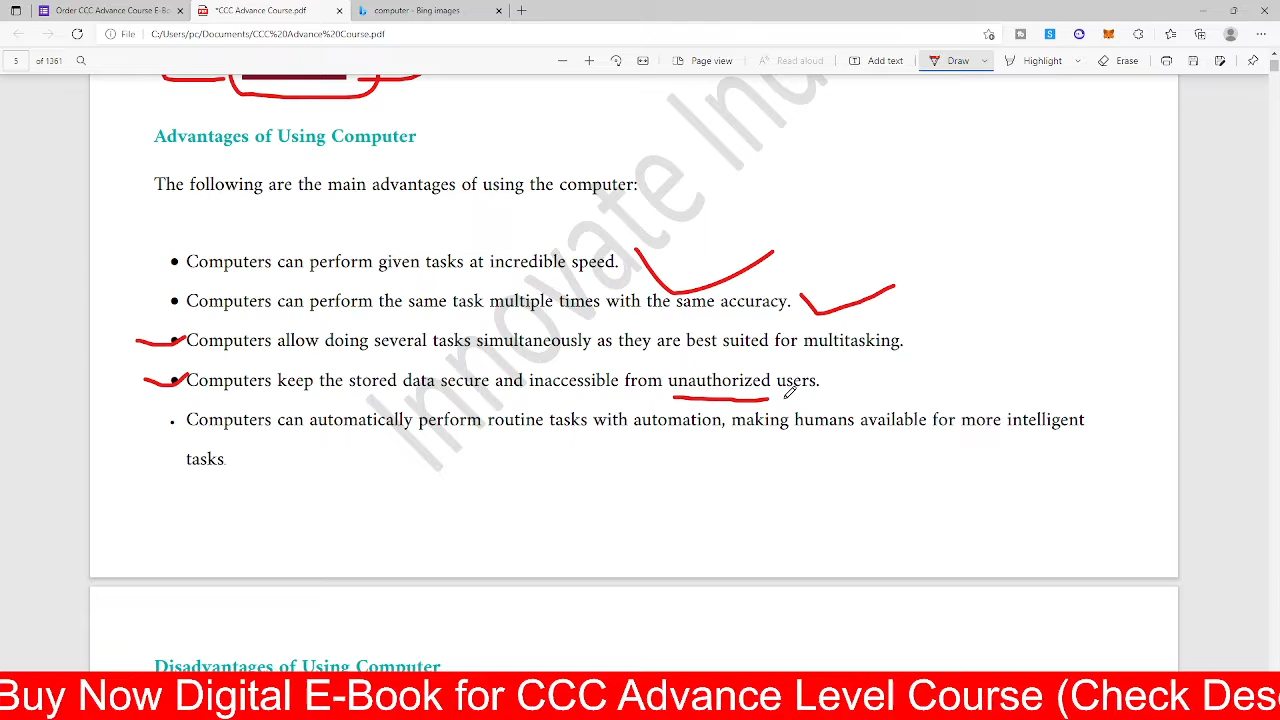 Order CCC Advance Course E-Bo
*CCC Advance Course.pdf
computer - Bing images
File
C:/Users/pc/Documents/CCC%20Advance%20Course.pdf
5 of 1361
Page view
Read aloud
Add text
Draw
Highlight
Erase
Advantages of Using Computer
The following are the main advantages of using the computer:
• Computers can perform given tasks at incredible speed.
• Computers can perform the same task multiple times with the same accuracy.
• Computers allow doing several tasks simultaneously as they are best suited for multitasking.
• Computers keep the stored data secure and inaccessible from unauthorized users.
• Computers can automatically perform routine tasks with automation, making humans available for more intelligent
tasks.
Innovate Ind
Disadvantages of Using Computer
Buy Now Digital E-Book for CCC Advance Level Course (Check Des